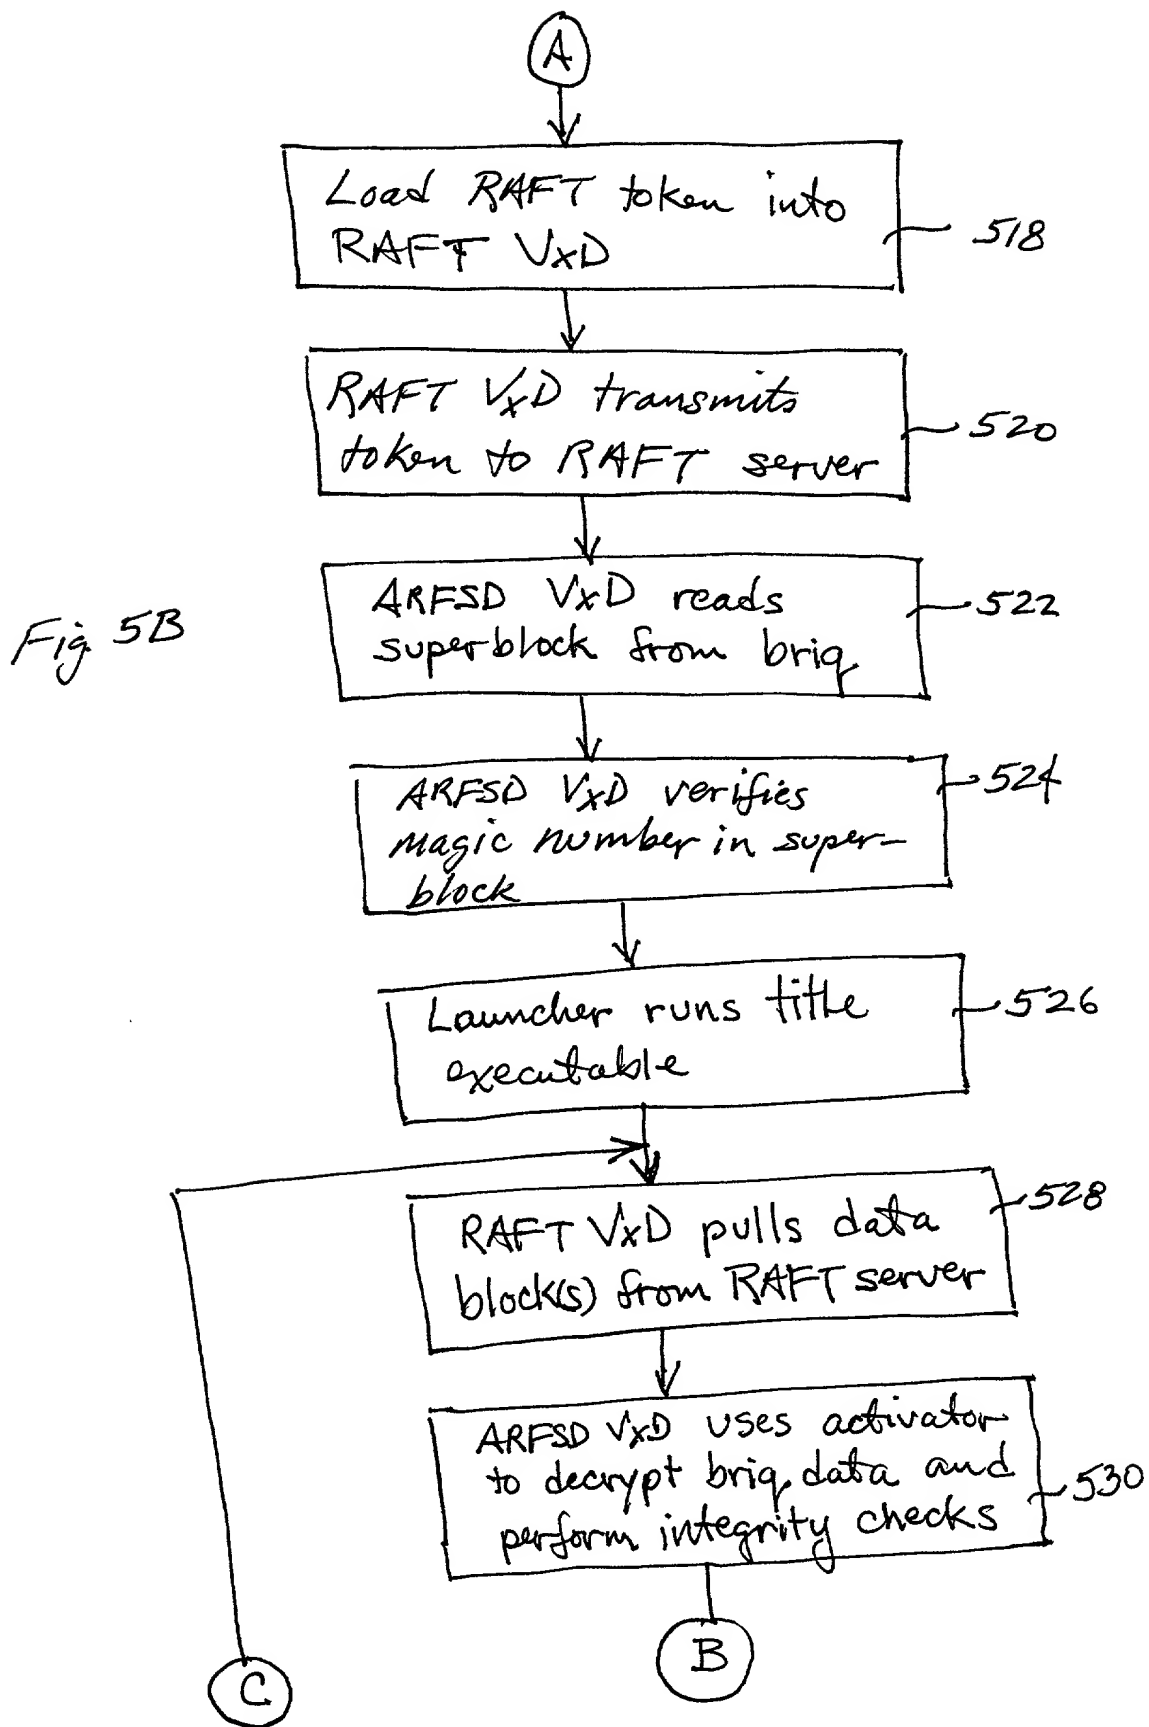 A
Load RAFT token into
RAFT VxD
518
RAFT VxD transmits
token to RAFT server
520
ARFSD VxD reads
superblock from briq
522
Fig 5B
ARFSD VxD verifies
magic number in super-
block
524
Launcher runs title
executable
526
RAFT VxD pulls data
block(s) from RAFT server
528
ARFSD VxD uses activator
to decrypt briq data and
perform integrity checks
530
B
C